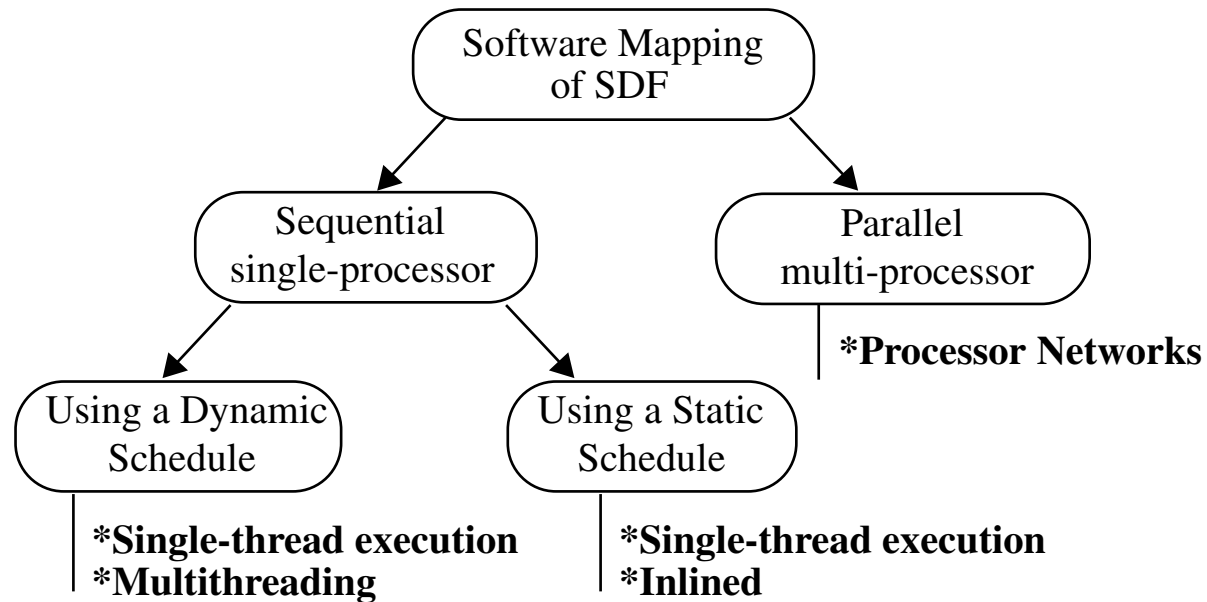 Software Mapping
of SDF
Sequential
single-processor
Parallel
multi-processor
*Processor Networks
Using a Dynamic
Schedule
Using a Static
Schedule
*Single-thread execution
*Multithreading
*Single-thread execution
*Inlined